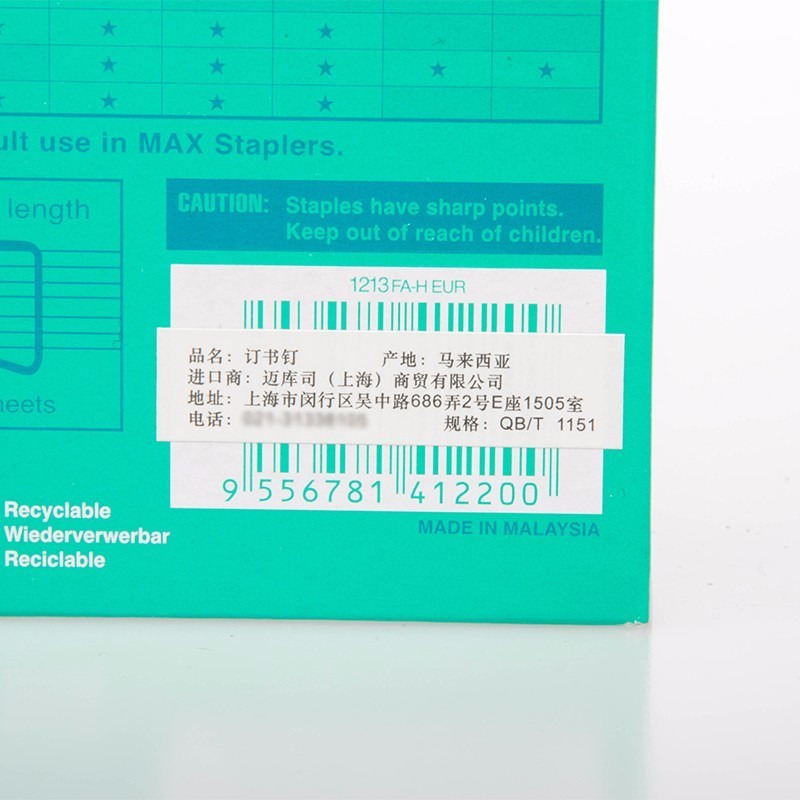 ult use in MAX Staplers.
length
heets
CAUTION: Staples have sharp points.
Keep out of reach of children.
1213FA-H EUR
品名：订书钉 产地：马来西亚
进口商：迈库司（上海）商贸有限公司
地址：上海市闵行区吴中路686弄2号E座1505室
电话： 规格：QB/T 1151
9 556781 412200
MADE IN MALAYSIA
Recyclable
Wiederverwerbar
Reciclable